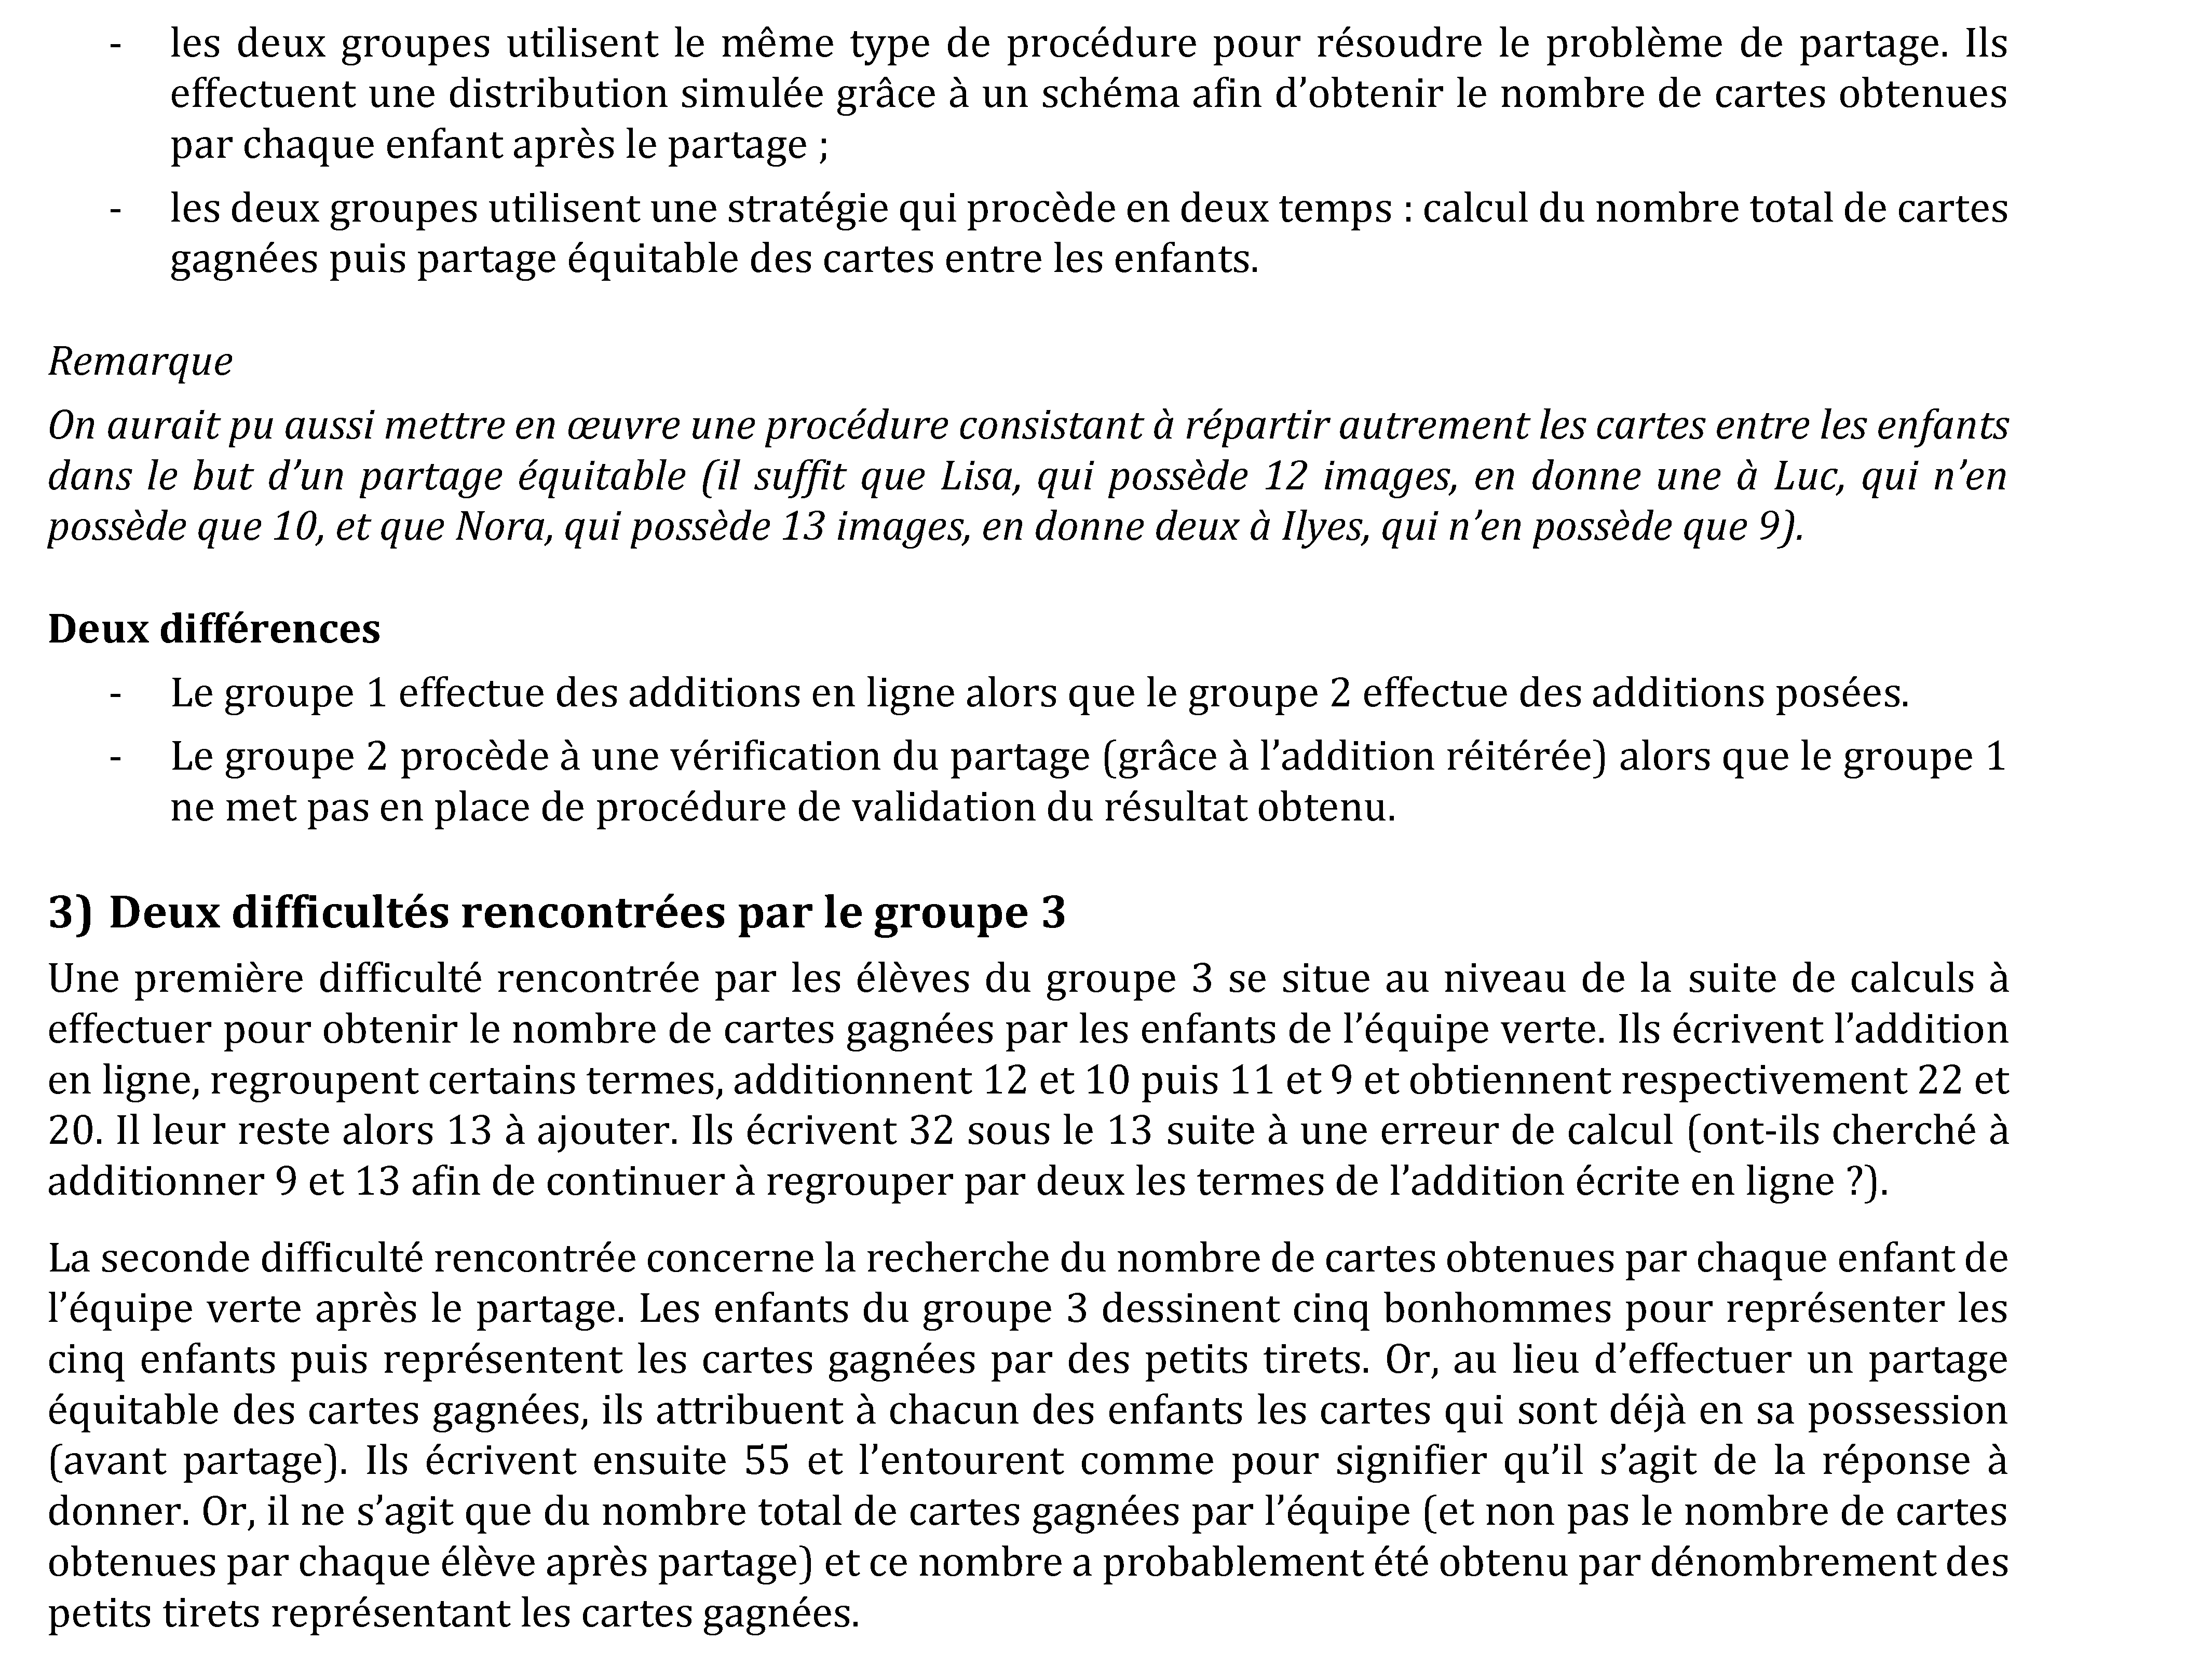 - les deux groupes utilisent le même type de procédure pour résoudre le problème de partage. Ils
effectuent une distribution simulée grâce à un schéma afin d’obtenir le nombre de cartes obtenues
par chaque enfant après le partage ;
- les deux groupes utilisent une stratégie qui procède en deux temps : calcul du nombre total de cartes
gagnées puis partage équitable des cartes entre les enfants.
Remarque
On aurait pu aussi mettre en œuvre une procédure consistant à répartir autrement les cartes entre les enfants
dans le but d’un partage équitable (il suffit que Lisa, qui possède 12 images, en donne une à Luc, qui n’en
possède que 10, et que Nora, qui possède 13 images, en donne deux à Ilyes, qui n’en possède que 9).
Deux différences
- Le groupe 1 effectue des additions en ligne alors que le groupe 2 effectue des additions posées.
- Le groupe 2 procède à une vérification du partage (grâce à l’addition réitérée) alors que le groupe 1
ne met pas en place de procédure de validation du résultat obtenu.
3) Deux difficultés rencontrées par le groupe 3
Une première difficulté rencontrée par les élèves du groupe 3 se situe au niveau de la suite de calculs à
effectuer pour obtenir le nombre de cartes gagnées par les enfants de l’équipe verte. Ils écrivent l’addition
en ligne, regroupent certains termes, additionnent 12 et 10 puis 11 et 9 et obtiennent respectivement 22 et
20. Il leur reste alors 13 à ajouter. Ils écrivent 32 sous le 13 suite à une erreur de calcul (ont-ils cherché à
additionner 9 et 13 afin de continuer à regrouper par deux les termes de l’addition écrite en ligne ?).
La seconde difficulté rencontrée concerne la recherche du nombre de cartes obtenues par chaque enfant de
l’équipe verte après le partage. Les enfants du groupe 3 dessinent cinq bonhommes pour représenter les
cinq enfants puis représentent les cartes gagnées par des petits tirets. Or, au lieu d’effectuer un partage
équitable des cartes gagnées, ils attribuent à chacun des enfants les cartes qui sont déjà en sa possession
(avant partage). Ils écrivent ensuite 55 et l’entourent comme pour signifier qu’il s’agit de la réponse à
donner. Or, il ne s’agit que du nombre total de cartes gagnées par l’équipe (et non pas le nombre de cartes
obtenues par chaque élève après partage) et ce nombre a probablement été obtenu par dénombrement des
petits tirets représentant les cartes gagnées.